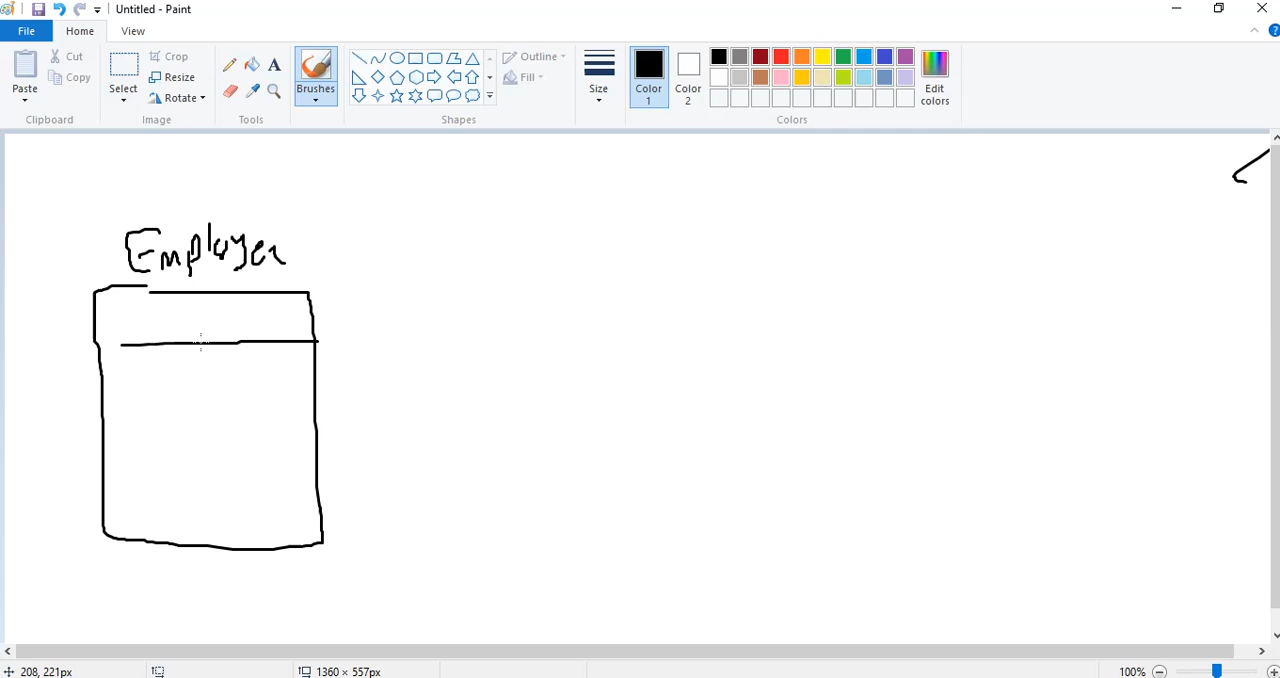 Untitled - Paint
File Home View
Paste
Cut
Copy
Clipboard
Select
Crop
Resize
Rotate
Image
Tools
Brushes
Shapes
Outline
Fill
Size
Color 1
Color 2
Edit colors
Colors
Employer
208, 221px
1360 × 557px
100%